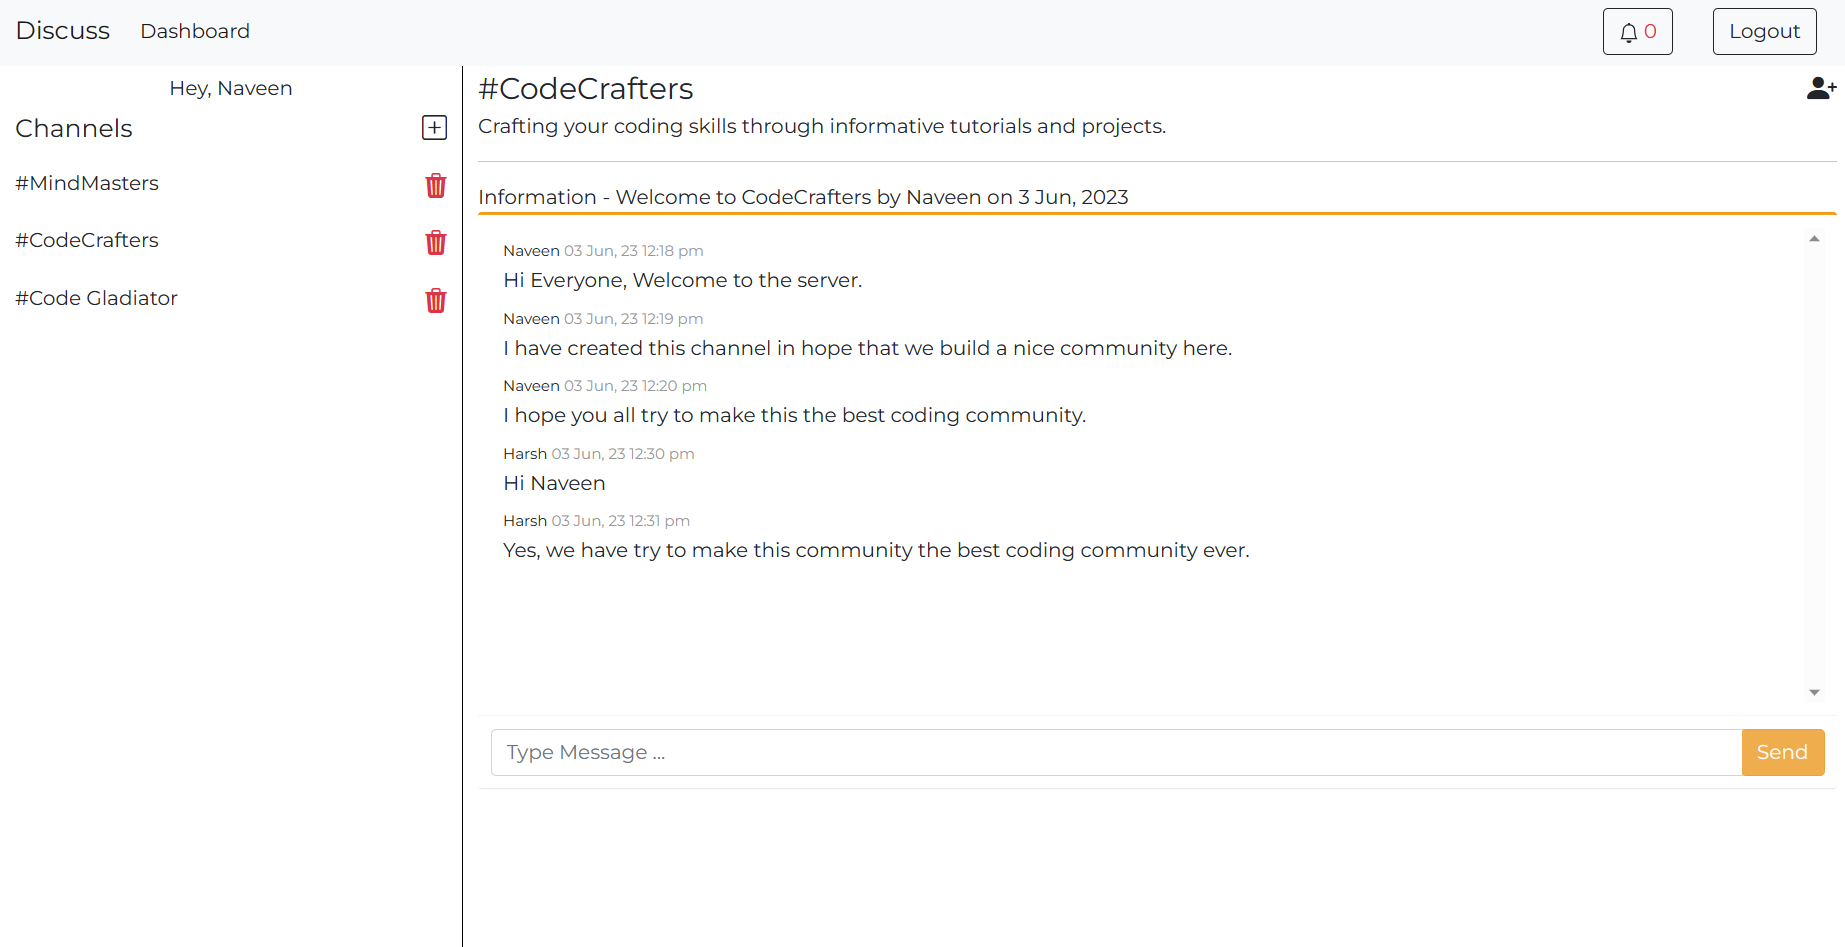 Discuss Dashboard 0 Logout
Hey, Naveen
Channels
#MindMasters
#CodeCrafters
#Code Gladiator
#CodeCrafters
Crafting your coding skills through informative tutorials and projects.
Information - Welcome to CodeCrafters by Naveen on 3 Jun, 2023
Naveen 03 Jun, 23 12:18 pm
Hi Everyone, Welcome to the server.
Naveen 03 Jun, 23 12:19 pm
I have created this channel in hope that we build a nice community here.
Naveen 03 Jun, 23 12:20 pm
I hope you all try to make this the best coding community.
Harsh 03 Jun, 23 12:30 pm
Hi Naveen
Harsh 03 Jun, 23 12:31 pm
Yes, we have try to make this community the best coding community ever.
Type Message ... Send